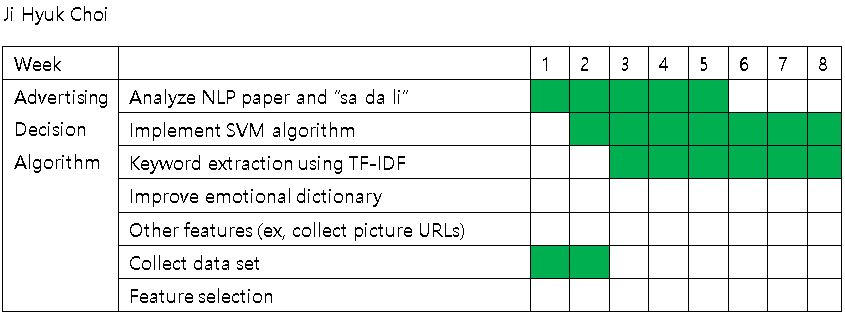 Ji Hyuk Choi
Week 1 2 3 4 5 6 7 8
Advertising Analyze NLP paper and “sa da li”
Decision Implement SVM algorithm
Algorithm Keyword extraction using TF-IDF
Improve emotional dictionary
Other features (ex, collect picture URLs)
Collect data set
Feature selection